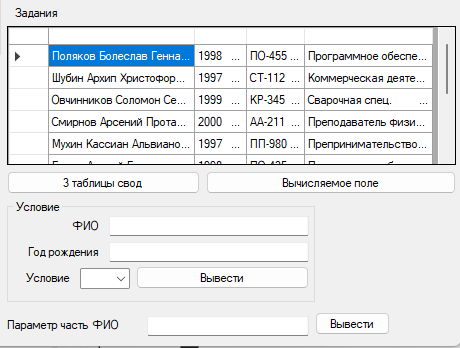 Задания
Поляков Болеслав Генна... 1998 ... ПО-455 ... Программное обеспе...
Шубин Архип Христофор... 1997 ... СТ-112 ... Коммерческая деяте...
Овчинников Соломон Се... 1999 ... КР-345 ... Сварочная спец. ...
Смирнов Арсений Прота... 2000 ... АА-211 ... Преподаватель физи...
Мухин Кассиан Альвиано... 1997 ... ПП-980 ... Препринимательство...
3 таблицы свод Вычисляемое поле
Условие
ФИО
Год рождения
Условие Вывести
Параметр часть ФИО Вывести